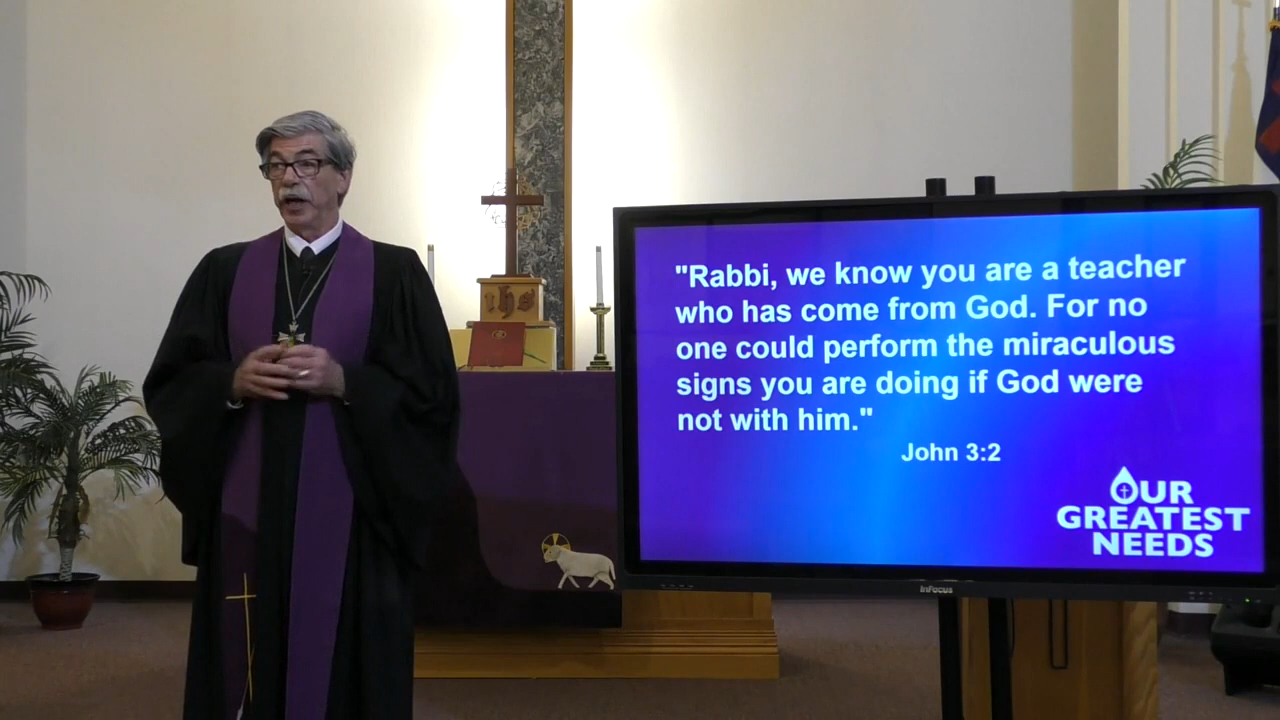 ihs
"Rabbi, we know you are a teacher
who has come from God. For no
one could perform the miraculous
signs you are doing if God were
not with him."
John 3:2
OUR
GREATEST
NEEDS
InFocus